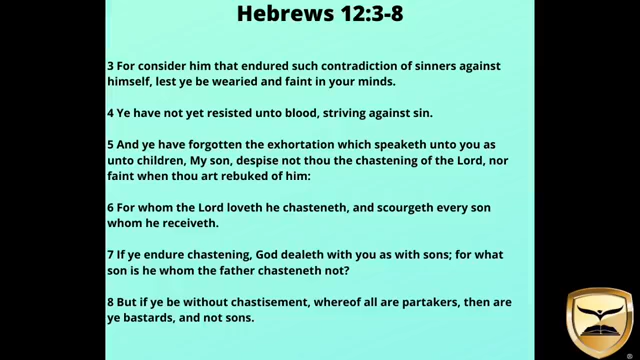 Hebrews 12:3-8
3 For consider him that endured such contradiction of sinners against
himself, lest ye be wearied and faint in your minds.
4 Ye have not yet resisted unto blood, striving against sin.
5 And ye have forgotten the exhortation which speaketh unto you as
unto children, My son, despise not thou the chastening of the Lord, nor
faint when thou art rebuked of him:
6 For whom the Lord loveth he chasteneth, and scourgeth every son
whom he receiveth.
7 If ye endure chastening, God dealeth with you as with sons; for what
son is he whom the father chasteneth not?
8 But if ye be without chastisement, whereof all are partakers, then are
ye bastards, and not sons.
®